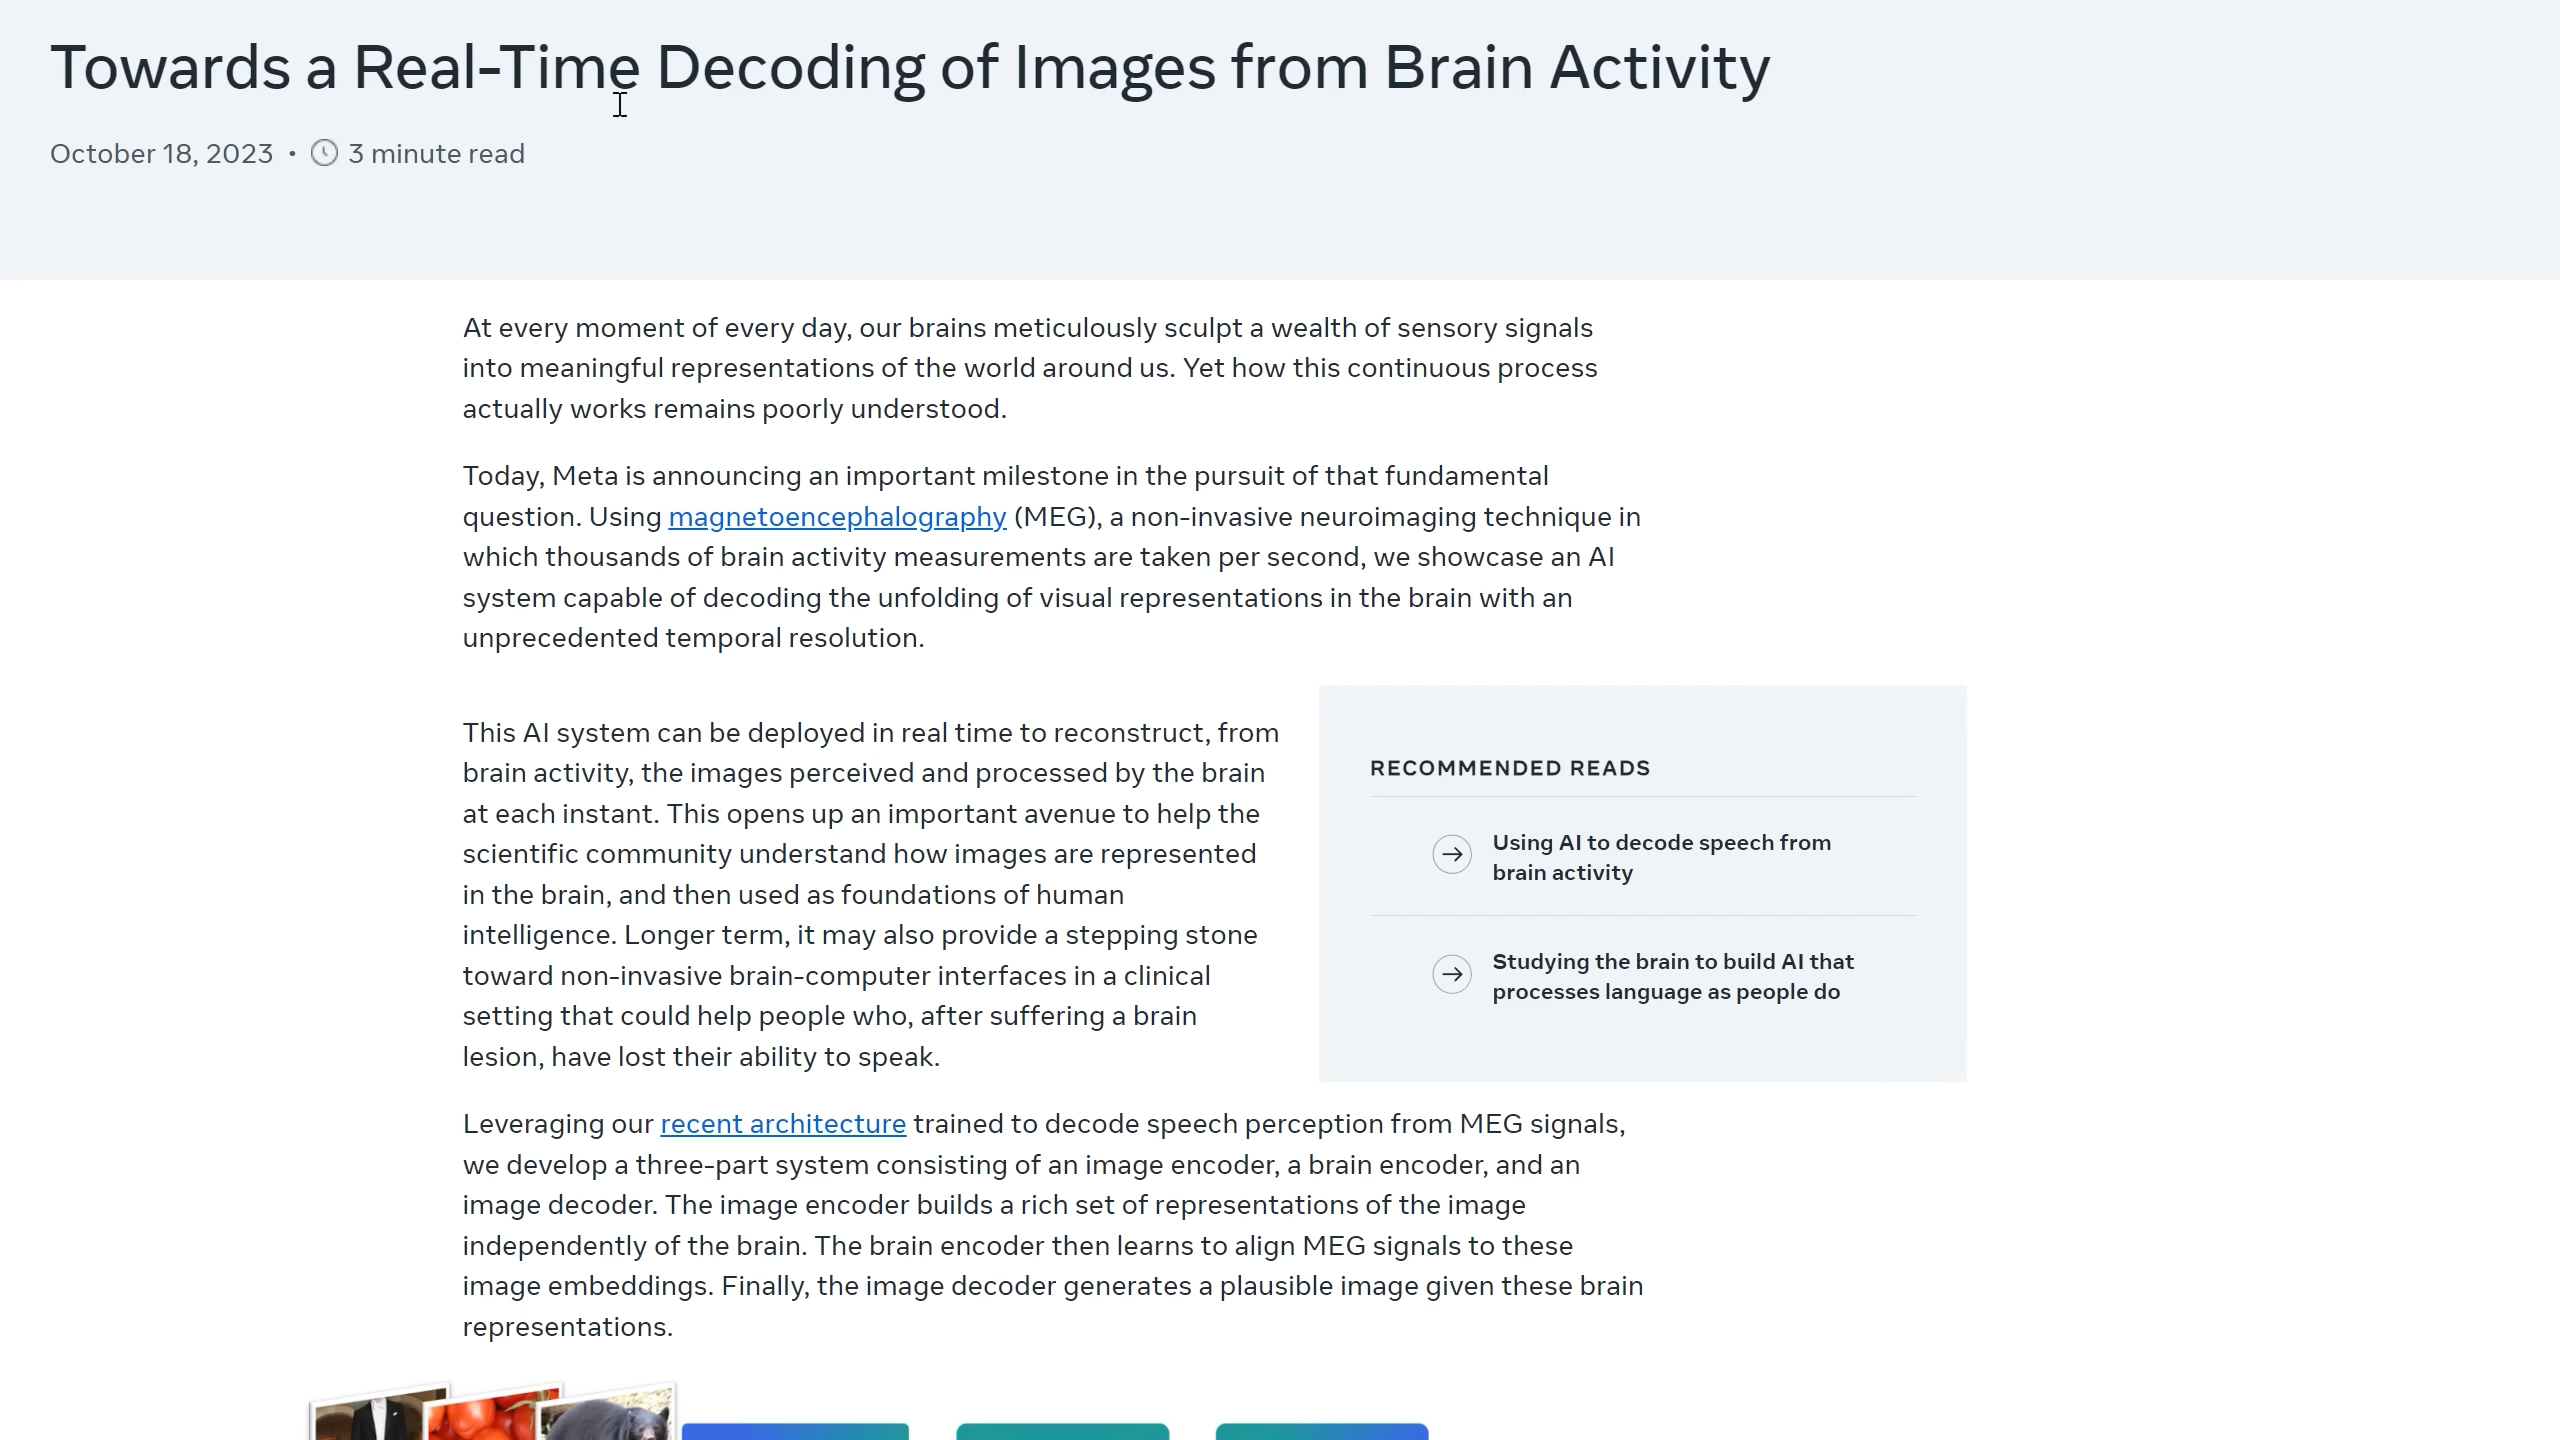 Towards a Real-Time Decoding of Images from Brain Activity
October 18, 2023 • 3 minute read
At every moment of every day, our brains meticulously sculpt a wealth of sensory signals
into meaningful representations of the world around us. Yet how this continuous process
actually works remains poorly understood.
Today, Meta is announcing an important milestone in the pursuit of that fundamental
question. Using magnetoencephalography (MEG), a non-invasive neuroimaging technique in
which thousands of brain activity measurements are taken per second, we showcase an AI
system capable of decoding the unfolding of visual representations in the brain with an
unprecedented temporal resolution.
This AI system can be deployed in real time to reconstruct, from
brain activity, the images perceived and processed by the brain
at each instant. This opens up an important avenue to help the
scientific community understand how images are represented
in the brain, and then used as foundations of human
intelligence. Longer term, it may also provide a stepping stone
toward non-invasive brain-computer interfaces in a clinical
setting that could help people who, after suffering a brain
lesion, have lost their ability to speak.
RECOMMENDED READS
Using AI to decode speech from
brain activity
Studying the brain to build AI that
processes language as people do
Leveraging our recent architecture trained to decode speech perception from MEG signals,
we develop a three-part system consisting of an image encoder, a brain encoder, and an
image decoder. The image encoder builds a rich set of representations of the image
independently of the brain. The brain encoder then learns to align MEG signals to these
image embeddings. Finally, the image decoder generates a plausible image given these brain
representations.